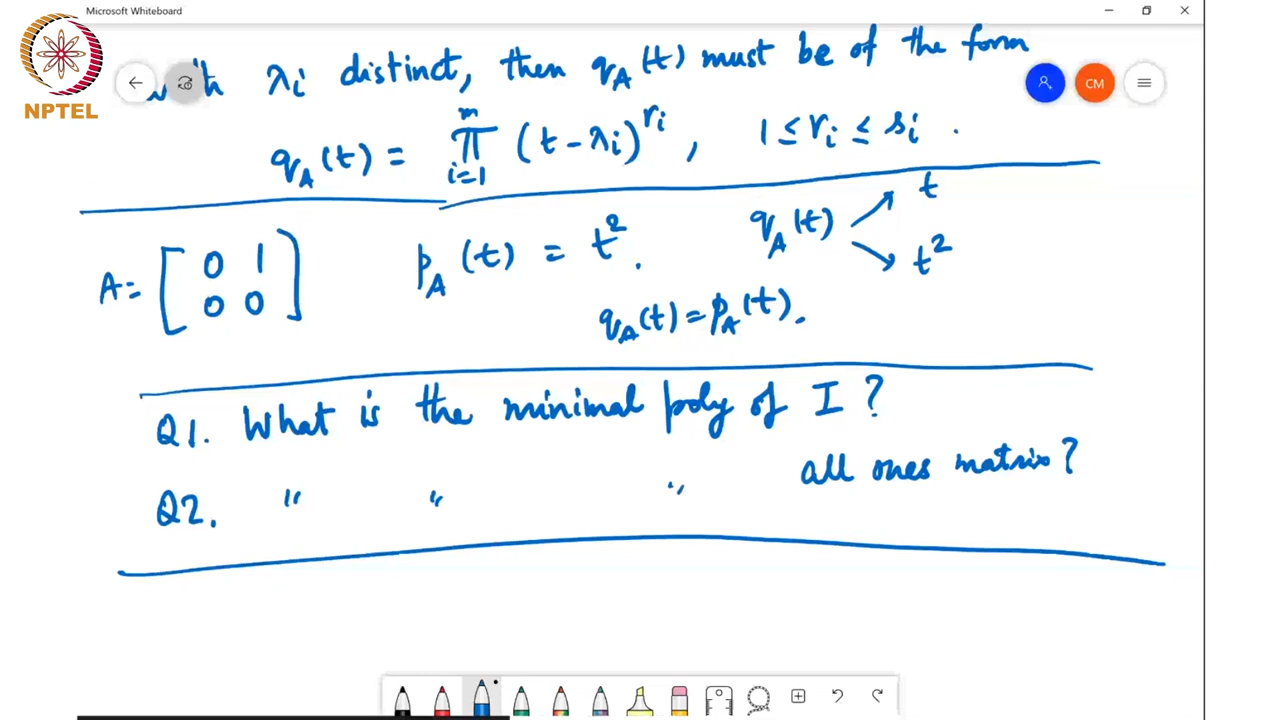 Microsoft Whiteboard
λi distinct, then qA(t) must be of the form
NPTEL
CM
qA(t) = m∏i=1 (t - λi)^ri , 1 ≤ ri ≤ si .
A = [0 1
0 0]
pA(t) = t^2 .
qA(t)
t
t^2
qA(t) = pA(t).
Q1. What is the minimal poly of I ?
Q2. " " " all ones matrix ?